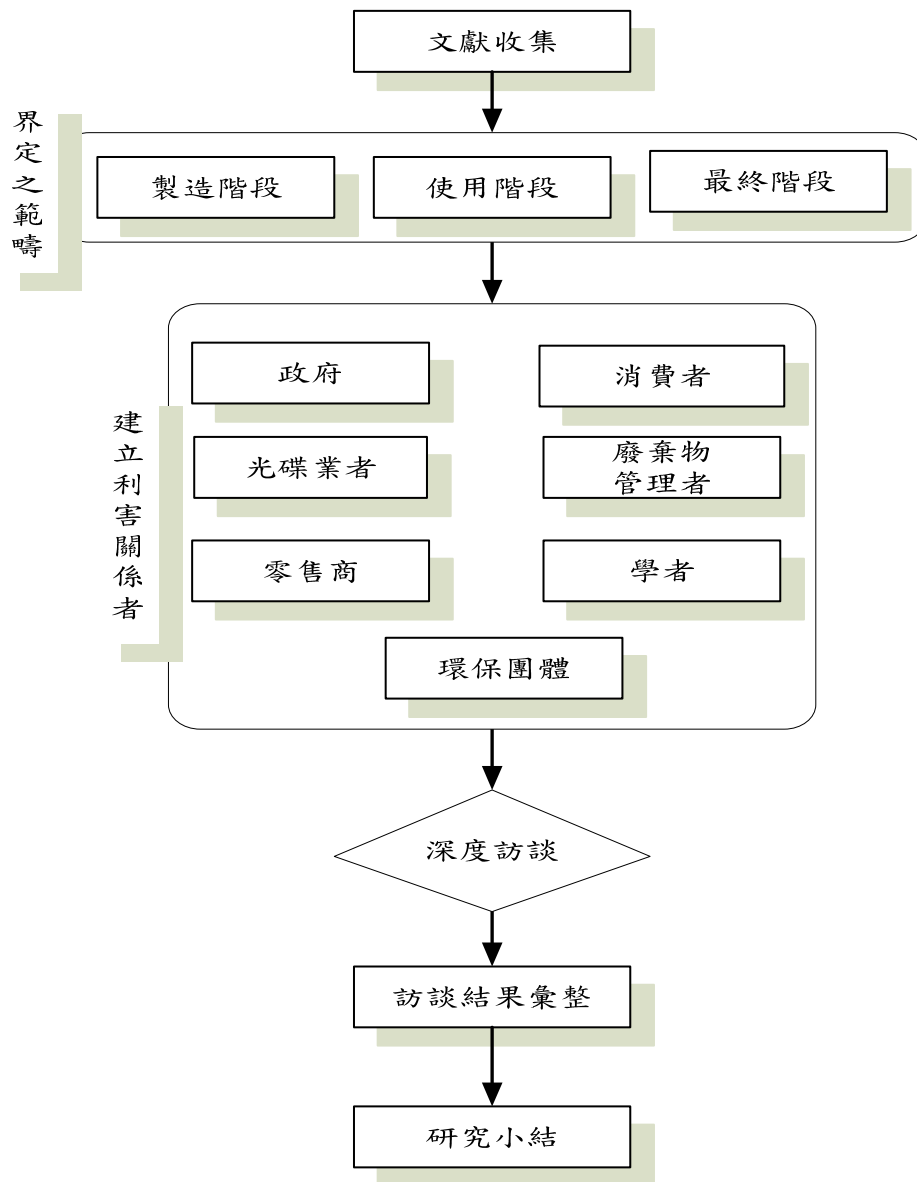 文獻收集
界定之範疇
製造階段
使用階段
最終階段
建立利害關係者
政府
消費者
光碟業者
廢棄物
管理者
零售商
學者
環保團體
深度訪談
訪談結果彙整
研究小結